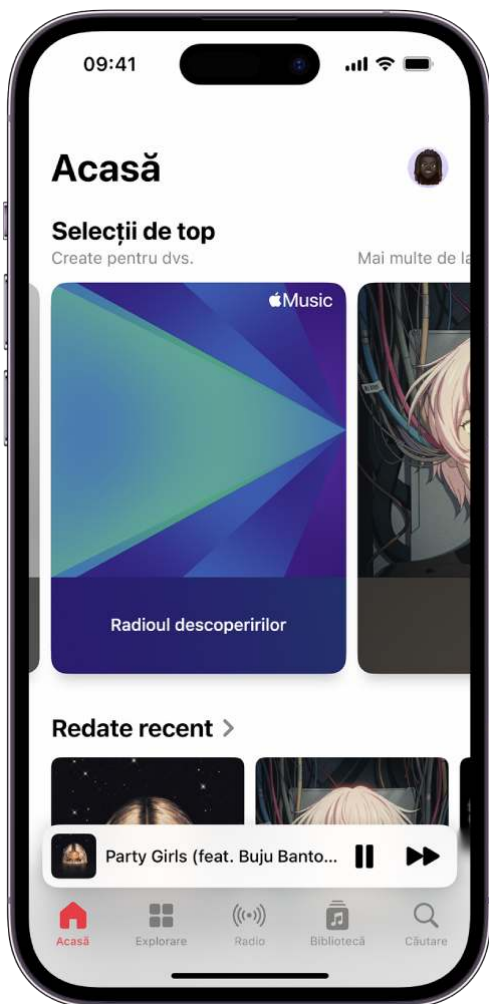 09:41
Acasă
Selecții de top
Create pentru dvs.
Mai multe de la
Music
Radioul descoperirilor
Redate recent
Party Girls (feat. Buju Banto...
Acasă
Explorare
Radio
Bibliotecă
Căutare